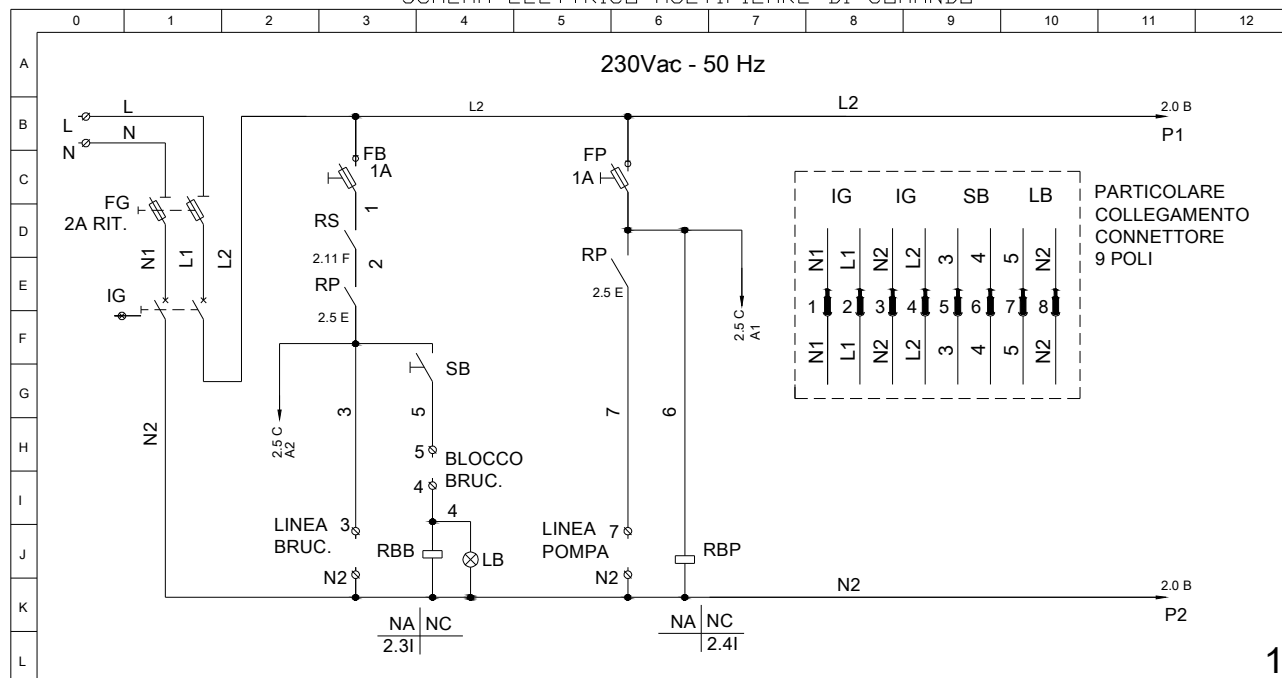 0 1 2 3 4 5 6 7 8 9 10 11 12
A
230Vac - 50 Hz
B
L
L
N
N
L2
L2
2.0 B
P1
C
FB
1A
FP
1A
IG IG SB LB
PARTICOLARE
COLLEGAMENTO
CONNETTORE
9 POLI
D
FG
2A RIT.
N1
L1
L2
1
RS
2.11 F
2
N1 L1 N2 L2 3 4 5 N2
E
IG
RP
2.5 E
RP
2.5 E
1 2 3 4 5 6 7 8
F
2.5 C
A1
N1 L1 N2 L2 3 4 5 N2
G
SB
N2
3
5
7
6
H
2.5 C
A2
5
BLOCCO
BRUC.
I
4
4
J
LINEA
BRUC.
3
RBB
LB
LINEA
POMPA
7
RBP
N2
N2
N2
2.0 B
P2
K
NA NC
2.3I
NA NC
2.4I
L
1